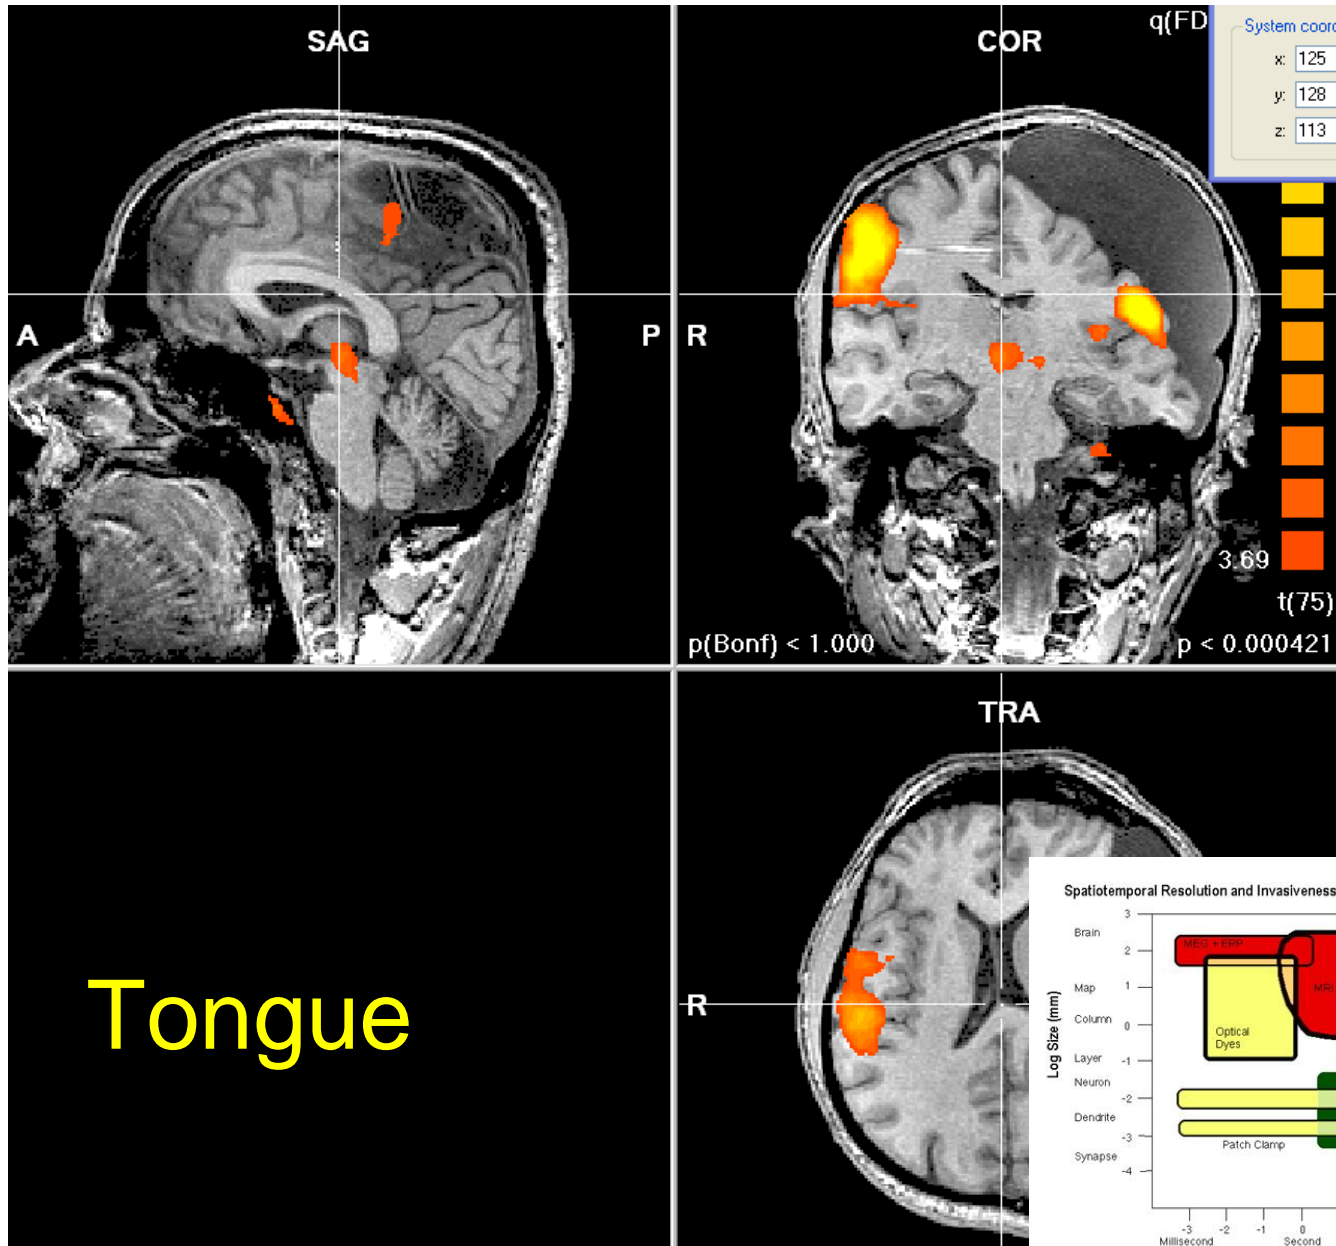 SAG
A
P
COR
q(FD
System coord
x: 125
y: 128
z: 113
R
3.69
t(75)
p(Bonf) < 1.000
p < 0.000421
Tongue
TRA
R
Spatiotemporal Resolution and Invasiveness
Log Size (mm)
Brain
Map
Column
Layer
Neuron
Dendrite
Synapse
3
2
1
0
-1
-2
-3
-4
MEG + ERP
MRI
Optical
Dyes
Patch Clamp
-3 -2 -1 0
Millisecond Second